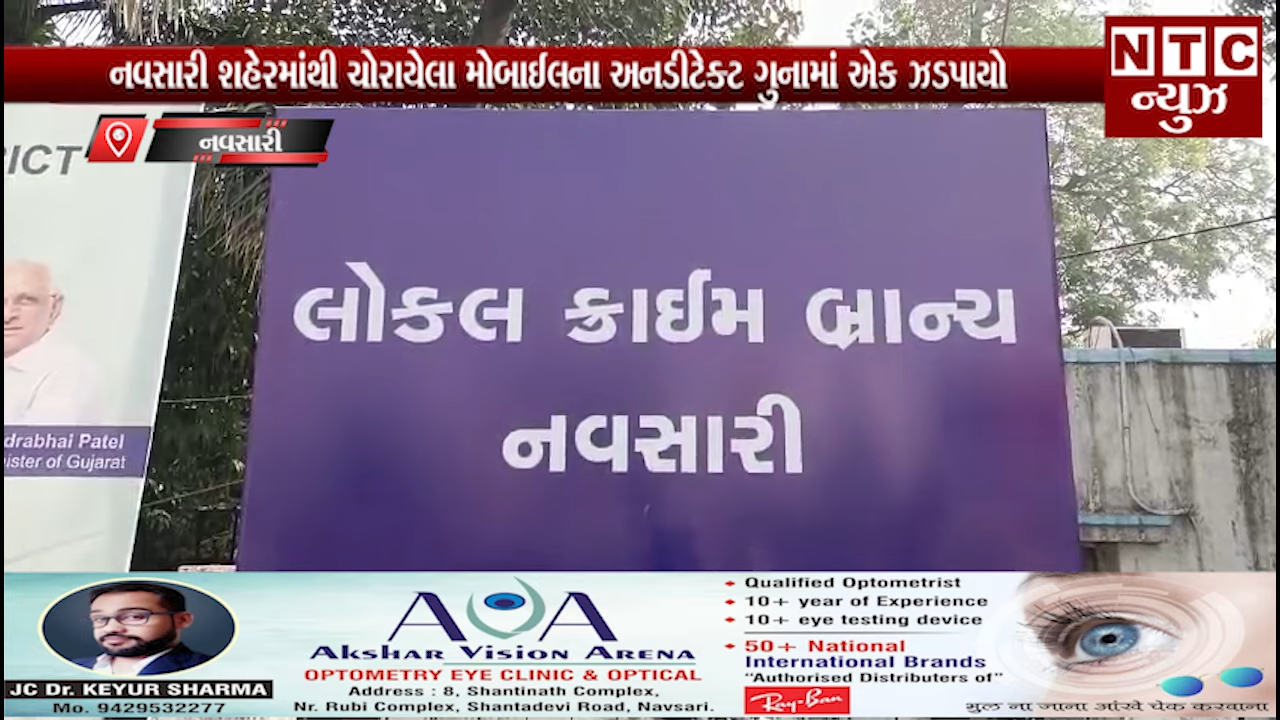 નવસારી શહેરમાંથી ચોરાયેલા મોબાઈલના અનડીટેક્ટ ગુનામાં એક ઝડપાયો
NTC
ન્યુઝ
નવસારી
ICT
drabhai Patel
ister of Gujarat
લોકલ ક્રાઈમ બ્રાન્ચ
નવસારી
JC Dr. KEYUR SHARMA
Mo. 9429532277
AVA
AKSHAR VISION ARENA
OPTOMETRY EYE CLINIC & OPTICAL
Address : 8, Shantinath Complex,
Nr. Rubi Complex, Shantadevi Road, Navsari.
Qualified Optometrist
10+ year of Experience
10+ eye testing device
50+ National
International Brands
"Authorised Distributers of"
Ray-Ban
મુલ ના જાના આંખે ચેક કરવાના